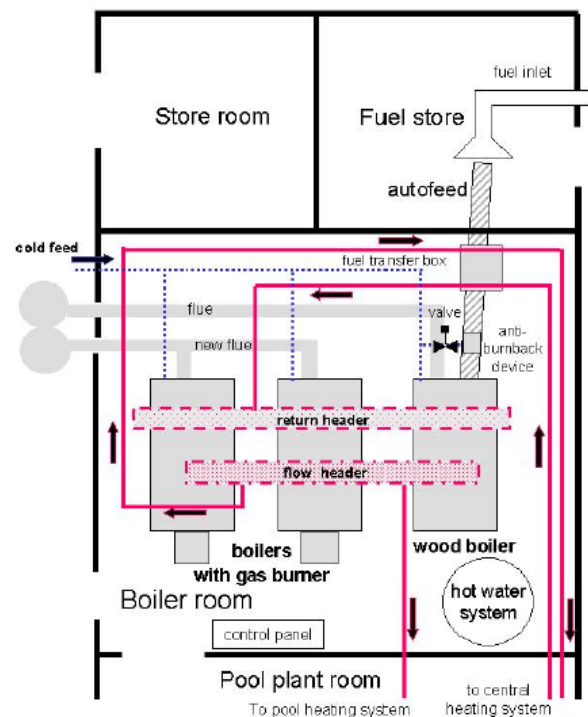 fuel inlet
Store room
Fuel store
autofeed
cold feed
fuel transfer box
flue
valve
anti-
burnback
device
new flue
return header
flow header
boilers
with gas burner
wood boiler
Boiler room
hot water
system
control panel
Pool plant room
To pool heating system
to central
heating system